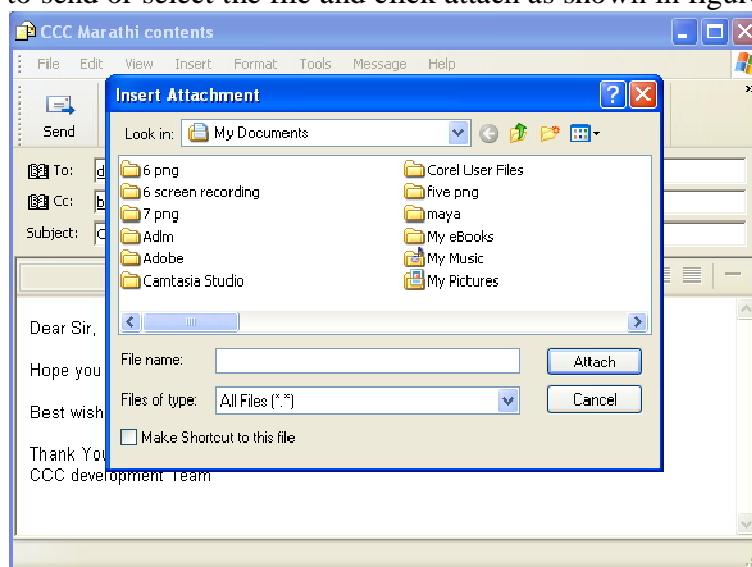 to send or select the file and click attach as shown in figure
CCC Marathi contents
File Edit View Insert Format Tools Message Help
Send
Insert Attachment
Look in: My Documents
6 png
6 screen recording
7 png
Adlm
Adobe
Camtasia Studio
Corel User Files
five png
maya
My eBooks
My Music
My Pictures
File name:
Attach
Files of type: All Files (*.*)
Cancel
Make Shortcut to this file
To: d
Cc: b
Subject: C
Dear Sir,
Hope you
Best wish
Thank You
CCC development Team